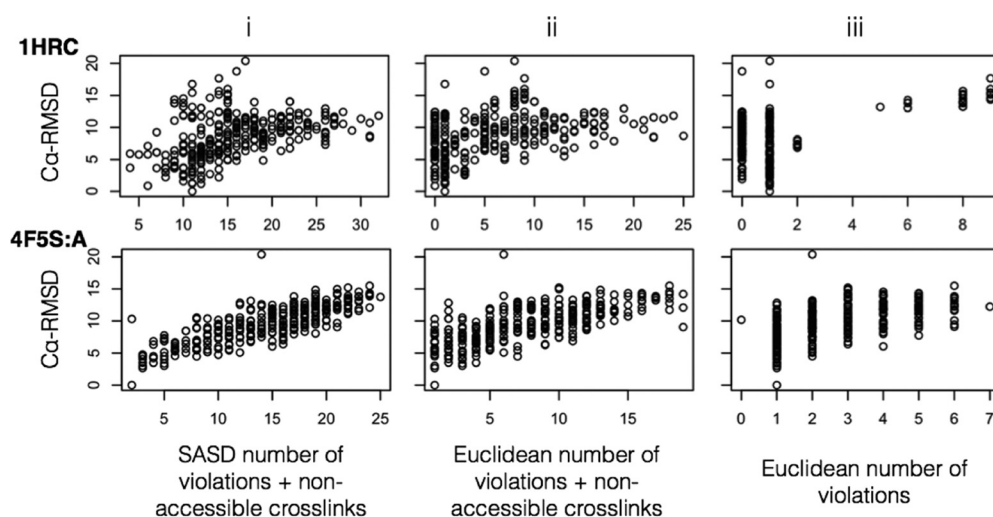 i ii iii
1HRC
Cα-RMSD
20
15
10
5
0
5 10 15 20 25 30
0 5 10 15 20 25
0 2 4 6 8
4F5S:A
Cα-RMSD
20
15
10
5
0
5 10 15 20 25
5 10 15
0 1 2 3 4 5 6 7
SASD number of
violations + non-
accessible crosslinks
Euclidean number of
violations + non-
accessible crosslinks
Euclidean number of
violations